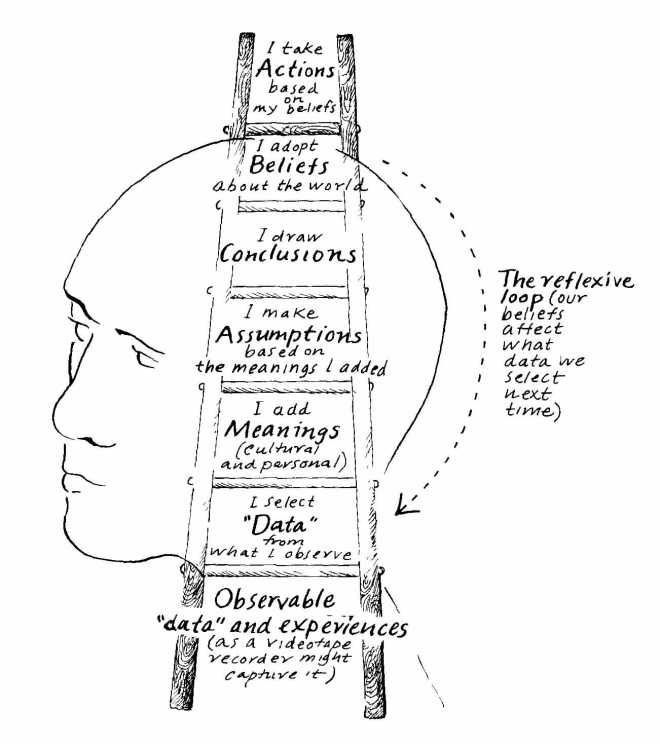 I take
Actions
based
on
my beliefs
I adopt
Beliefs
about the world
I draw
Conclusions
I make
Assumptions
based on
the meanings I added
I add
Meanings
(cultural
and personal)
I select
"Data"
from
what I observe
Observable
"data" and experiences
(as a videotape
recorder might
capture it)
The reflexive
loop (our
beliefs
affect
what
data we
select
next
time)